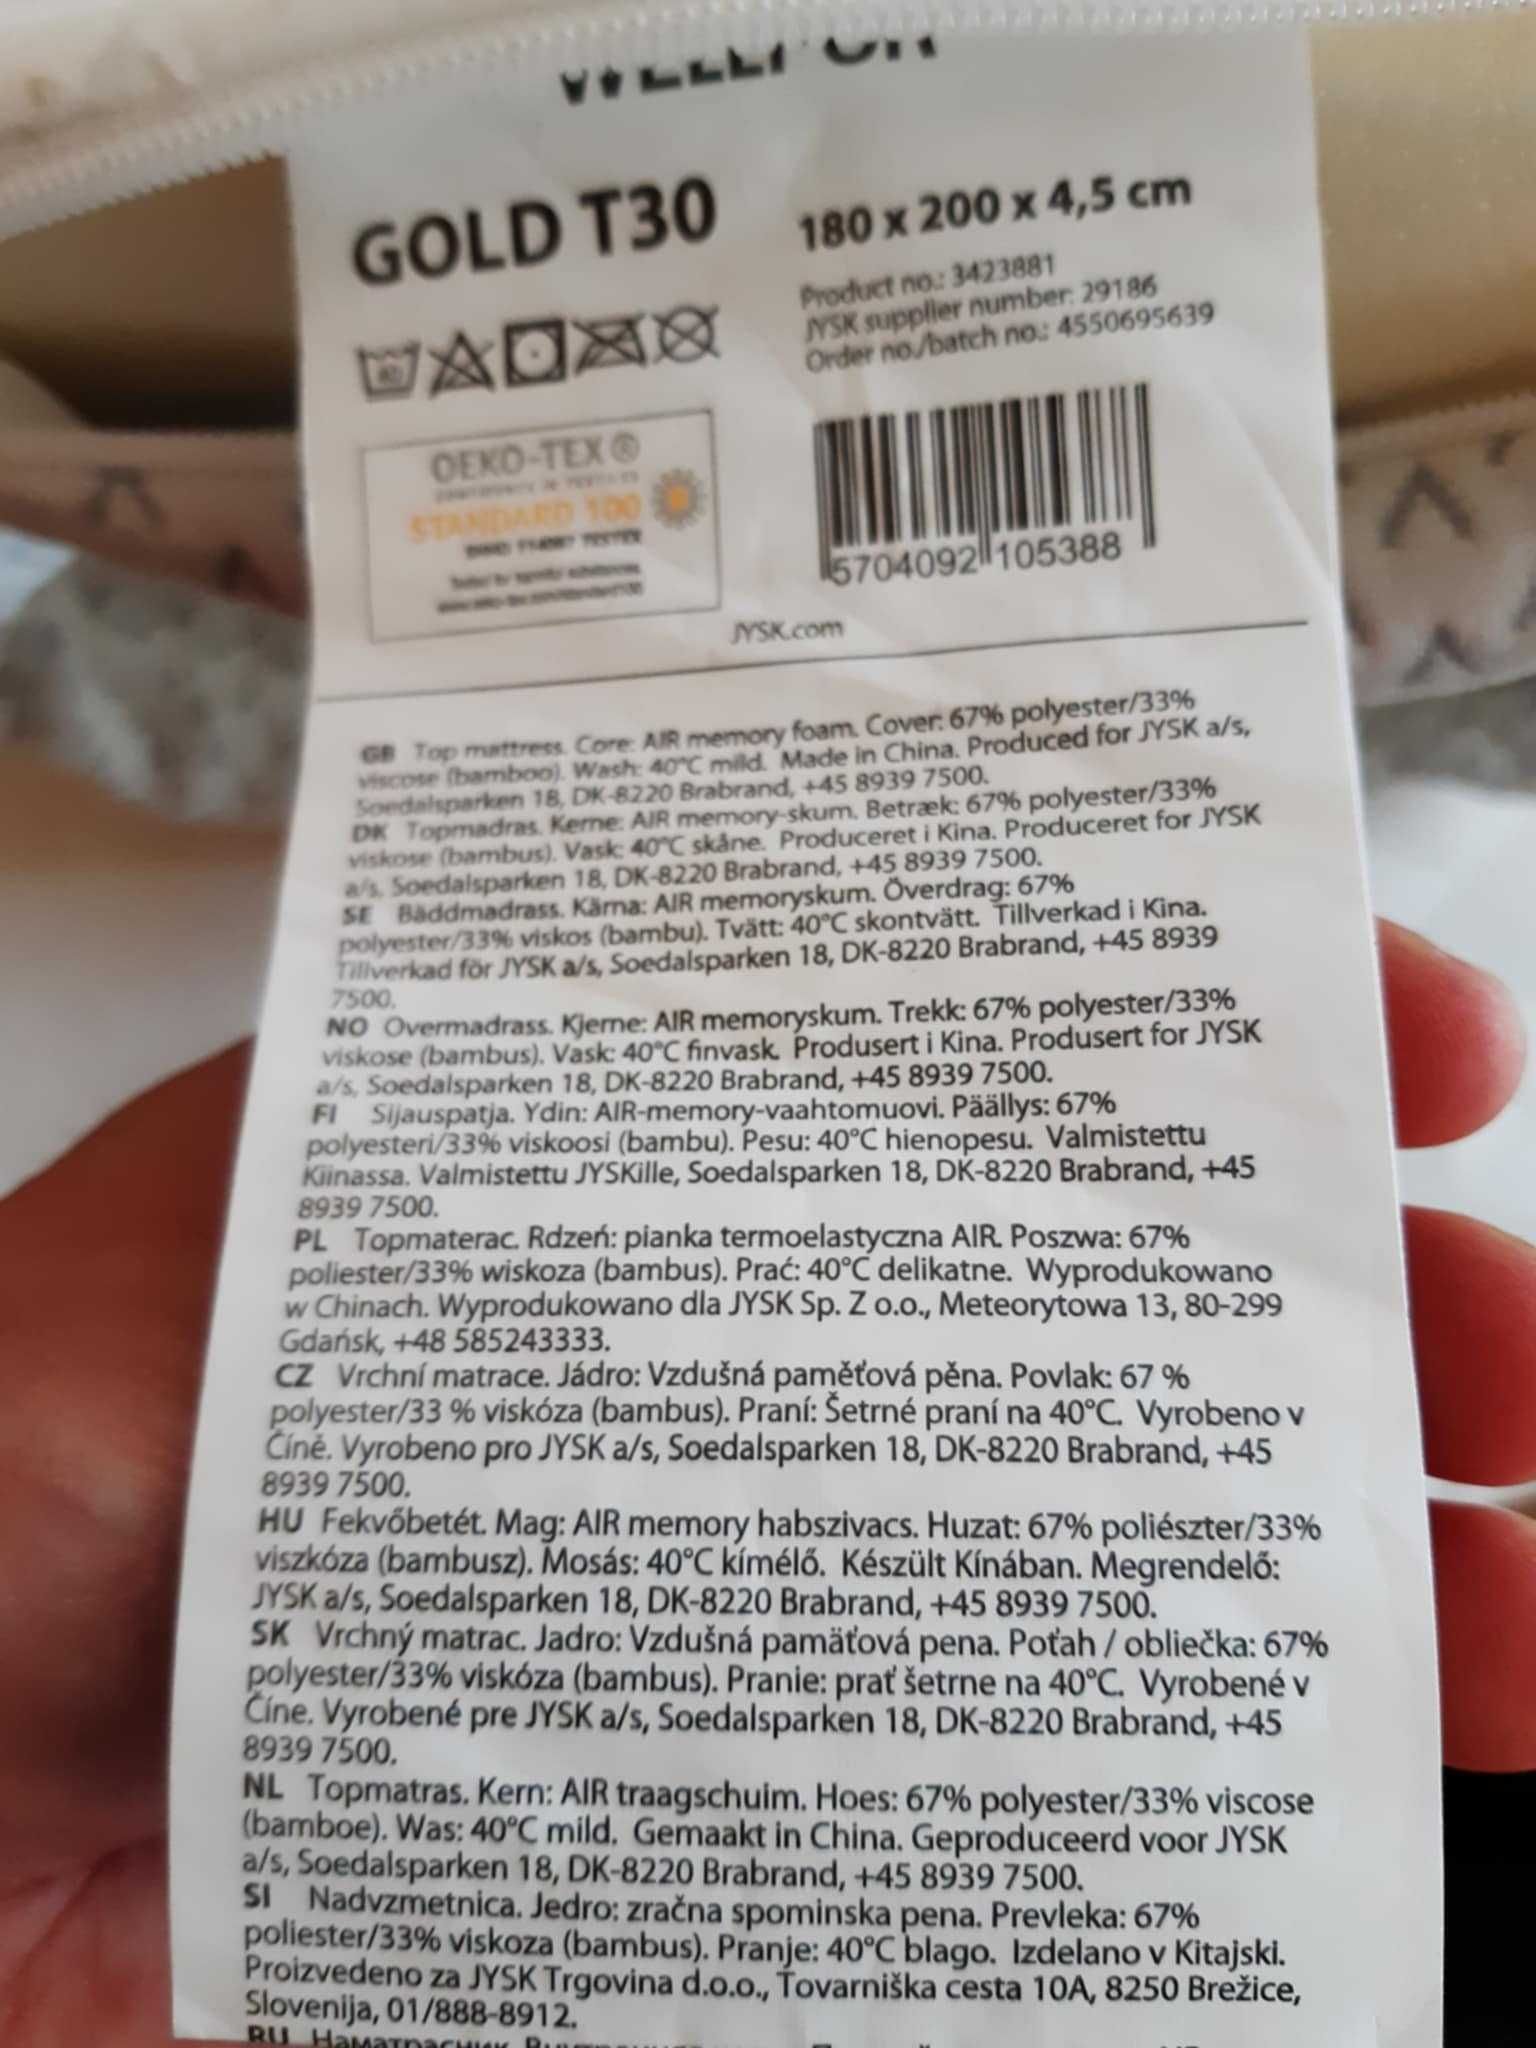 GOLD T30
180 x 200 x 4,5 cm
Product no.: 3423881
JYSK supplier number: 29186
Order no./batch no.: 4550695639
40
OEKO-TEX ®
STANDARD 100
5704092 105388
JYSK.com
GB Top mattress. Core: AIR memory foam. Cover: 67% polyester/33%
viscose (bamboo). Wash: 40°C mild. Made in China. Produced for JYSK a/s,
Soedalsparken 18, DK-8220 Brabrand, +45 8939 7500.
DK Topmadras. Kerne: AIR memory-skum. Betræk: 67% polyester/33%
viskose (bambus). Vask: 40°C skåne. Produceret i Kina. Produceret for JYSK
a/s, Soedalsparken 18, DK-8220 Brabrand, +45 8939 7500.
SE Bäddmadrass. Kärna: AIR memoryskum. Överdrag: 67%
polyester/33% viskos (bambu). Tvätt: 40°C skontvätt. Tillverkad i Kina.
Tillverkad för JYSK a/s, Soedalsparken 18, DK-8220 Brabrand, +45 8939
7500.
NO Overmadrass. Kjerne: AIR memoryskum. Trekk: 67% polyester/33%
viskose (bambus). Vask: 40°C finvask. Produsert i Kina. Produsert for JYSK
a/s, Soedalsparken 18, DK-8220 Brabrand, +45 8939 7500.
FI Sijauspatja. Ydin: AIR-memory-vaahtomuovi. Päällys: 67%
polyesteri/33% viskoosi (bambu). Pesu: 40°C hienopesu. Valmistettu
Kiinassa. Valmistettu JYSKille, Soedalsparken 18, DK-8220 Brabrand, +45
8939 7500.
PL Topmaterac. Rdzeń: pianka termoelastyczna AIR. Poszwa: 67%
poliester/33% wiskoza (bambus). Prać: 40°C delikatne. Wyprodukowano
w Chinach. Wyprodukowano dla JYSK Sp. Z o.o., Meteorytowa 13, 80-299
Gdańsk, +48 585243333.
CZ Vrchní matrace. Jádro: Vzdušná paměťová pěna. Povlak: 67 %
polyester/33 % viskóza (bambus). Praní: Šetrné praní na 40°C. Vyrobeno v
Číně. Vyrobeno pro JYSK a/s, Soedalsparken 18, DK-8220 Brabrand, +45
8939 7500.
HU Fekvőbetét. Mag: AIR memory habszivacs. Huzat: 67% poliészter/33%
viszkóza (bambusz). Mosás: 40°C kímélő. Készült Kínában. Megrendelő:
JYSK a/s, Soedalsparken 18, DK-8220 Brabrand, +45 8939 7500.
SK Vrchný matrac. Jadro: Vzdušná pamäťová pena. Poťah / obliečka: 67%
polyester/33% viskóza (bambus). Pranie: prať šetrne na 40°C. Vyrobené v
Číne. Vyrobené pre JYSK a/s, Soedalsparken 18, DK-8220 Brabrand, +45
8939 7500.
NL Topmatras. Kern: AIR traagschuim. Hoes: 67% polyester/33% viscose
(bamboe). Was: 40°C mild. Gemaakt in China. Geproduceerd voor JYSK
a/s, Soedalsparken 18, DK-8220 Brabrand, +45 8939 7500.
SI Nadvzmetnica. Jedro: zračna spominska pena. Prevleka: 67%
poliester/33% viskoza (bambus). Pranje: 40°C blago. Izdelano v Kitajski.
Proizvedeno za JYSK Trgovina d.o.o., Tovarniška cesta 10A, 8250 Brežice,
Slovenija, 01/888-8912.
RU